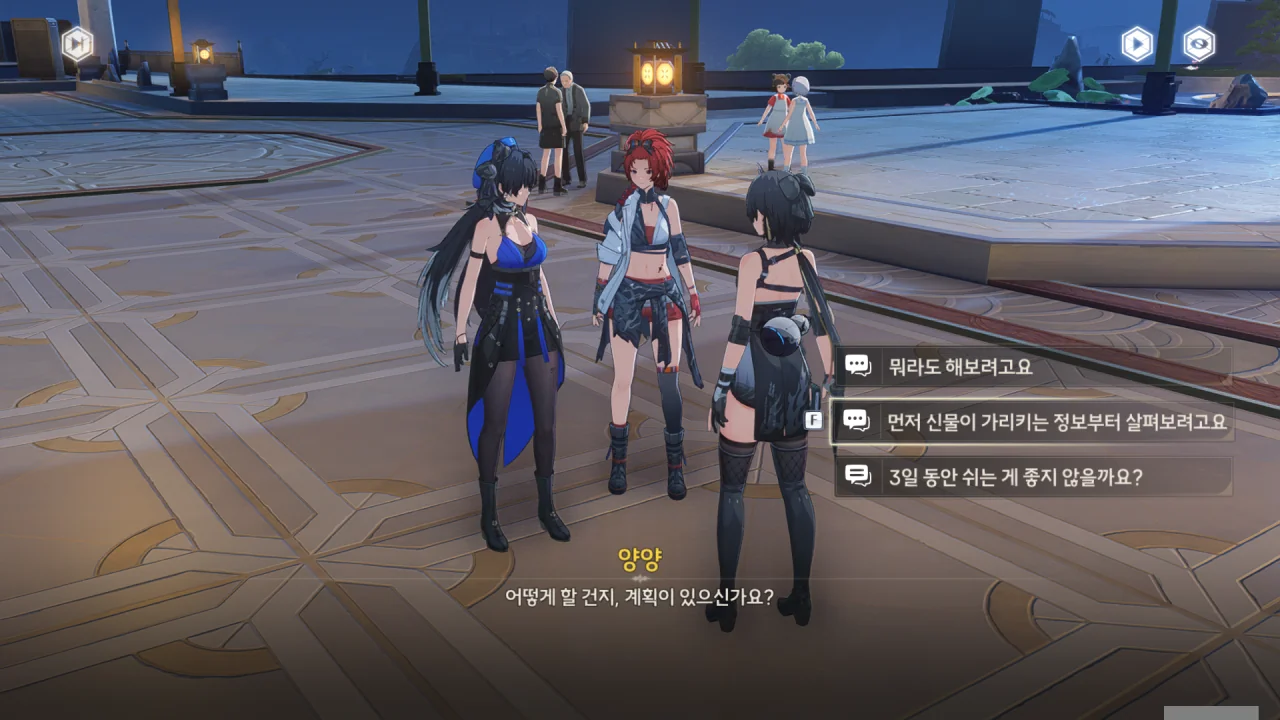 뭐라도 해보려고요
F
먼저 신물이 가리키는 정보부터 살펴보려고요
3일 동안 쉬는 게 좋지 않을까요?
양양
어떻게 할 건지, 계획이 있으신가요?